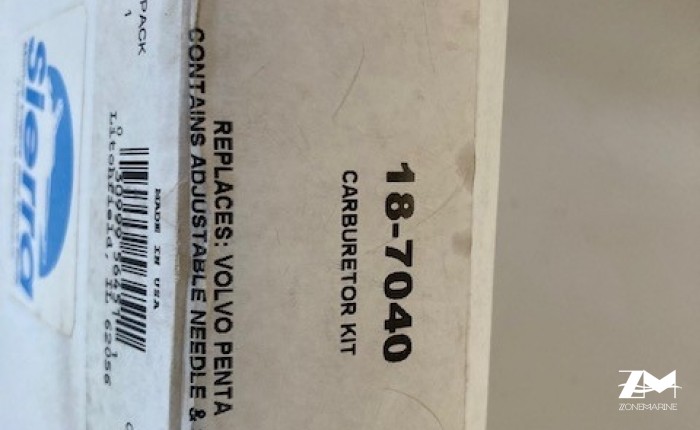 18-7040
CARBURETOR KIT
REPLACES: VOLVO PENTA
CONTAINS ADJUSTABLE NEEDLE &
PACK
1
MADE IN USA
Litchfield, IL 62056
Sierra
ZM
ZONEMARINE